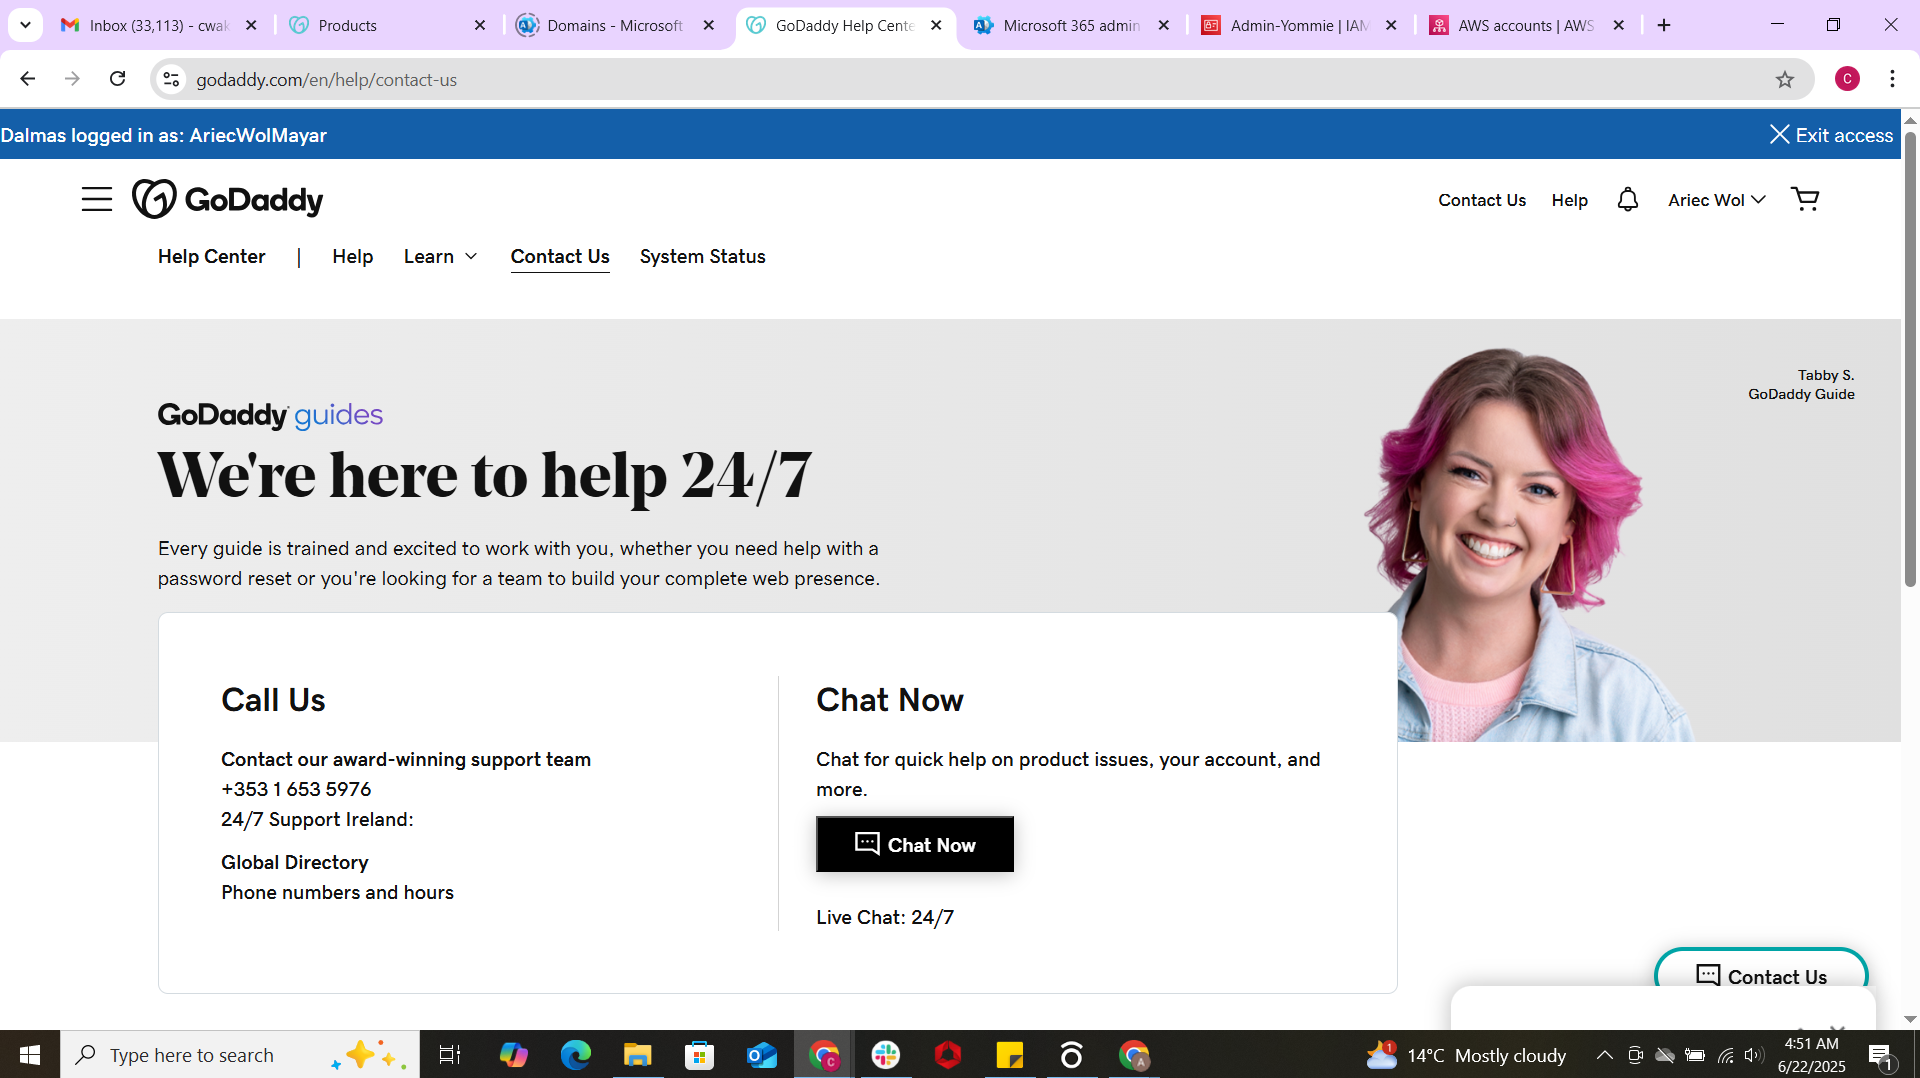 Inbox (33,113) - cwak
Products
Domains - Microsoft
GoDaddy Help Cente
Microsoft 365 admin
Admin-Yommie | IAM
AWS accounts | AWS
godaddy.com/en/help/contact-us
C
Dalmas logged in as: AriecWolMayar
Exit access
GoDaddy
Contact Us
Help
Ariec Wol
Help Center
|
Help
Learn
Contact Us
System Status
Tabby S.
GoDaddy Guide
GoDaddy guides
We're here to help 24/7
Every guide is trained and excited to work with you, whether you need help with a
password reset or you're looking for a team to build your complete web presence.
Call Us
Contact our award-winning support team
+353 1 653 5976
24/7 Support Ireland:
Global Directory
Phone numbers and hours
Chat Now
Chat for quick help on product issues, your account, and
more.
Chat Now
Live Chat: 24/7
Contact Us
Type here to search
C
A
1
14°C Mostly cloudy
4:51 AM
6/22/2025
1